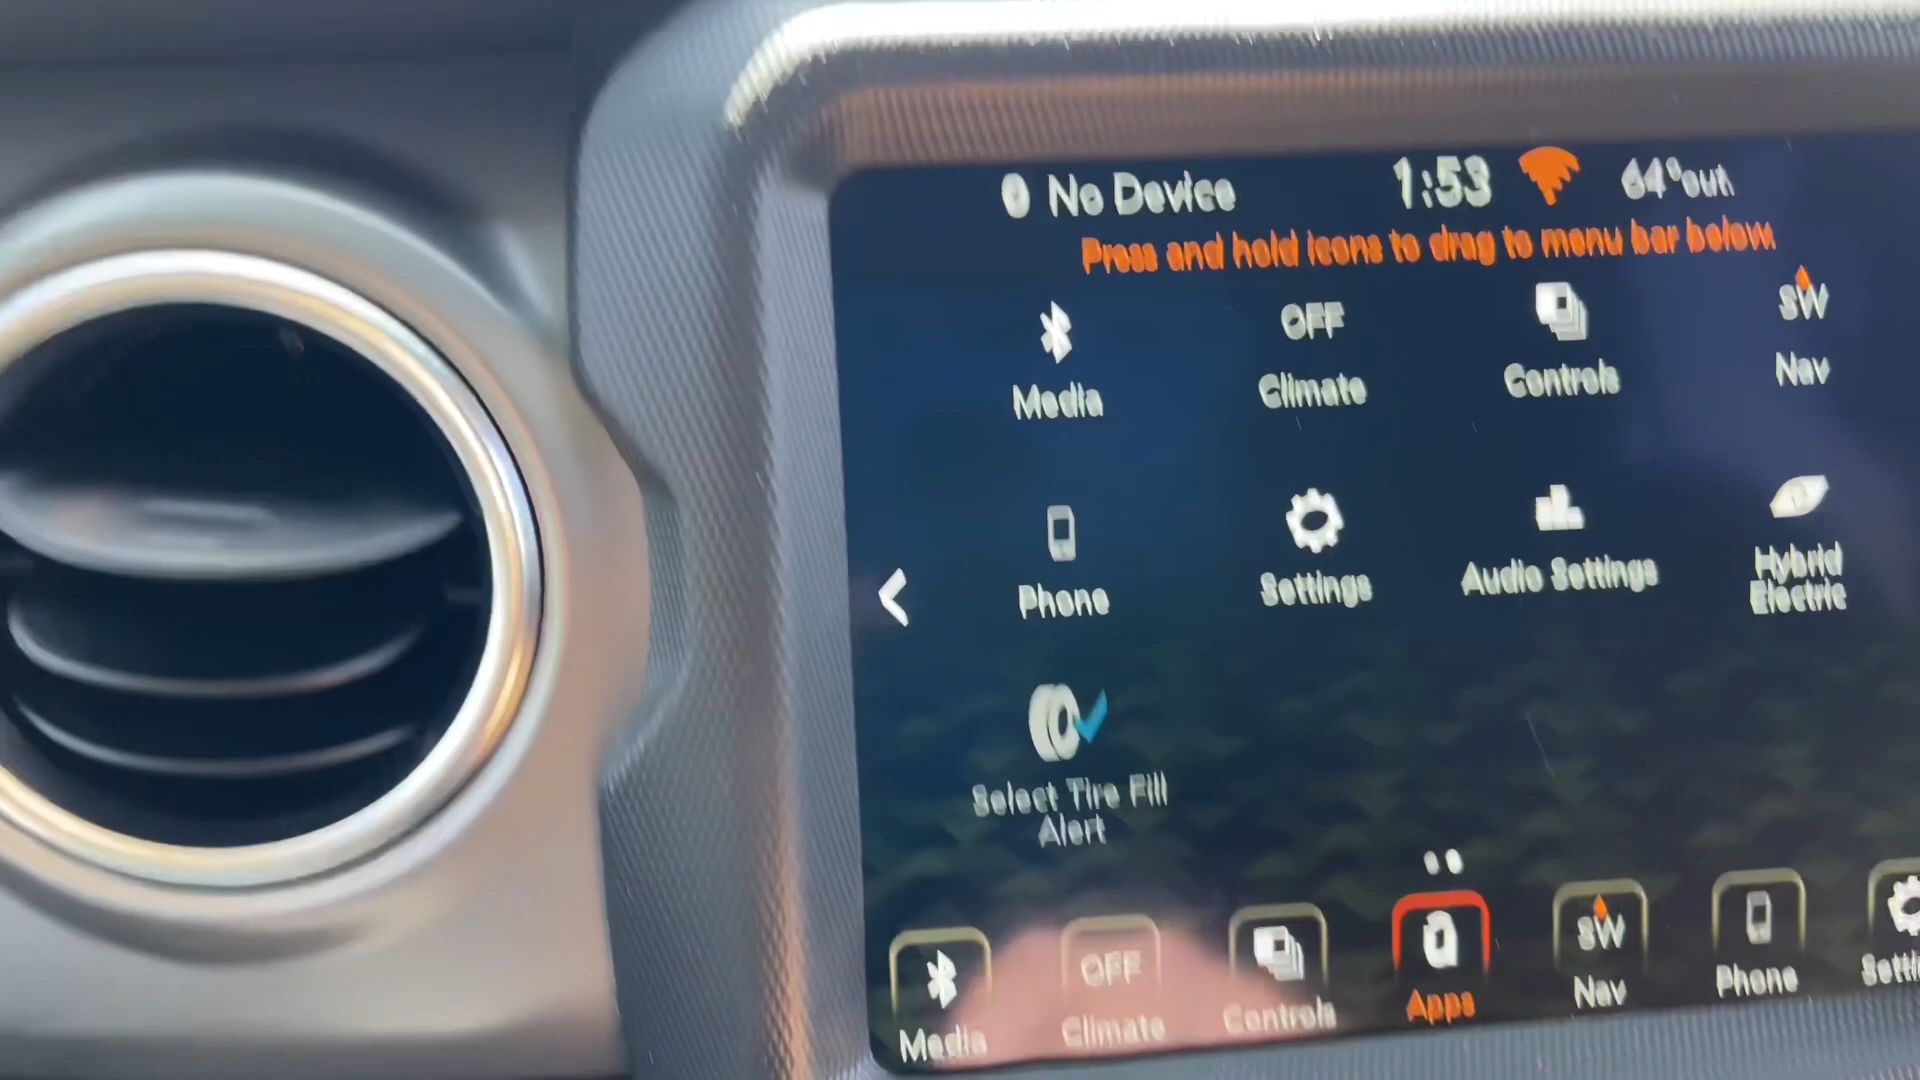 No Device 1:53 64°out
Press and hold icons to drag to menu bar below.
Media OFF Climate Controls SW Nav
Phone Settings Audio Settings Hybrid
Electric
Select Tire Fill
Alert
OFF SW
Media Climate Controls Apps Nav Phone Setti